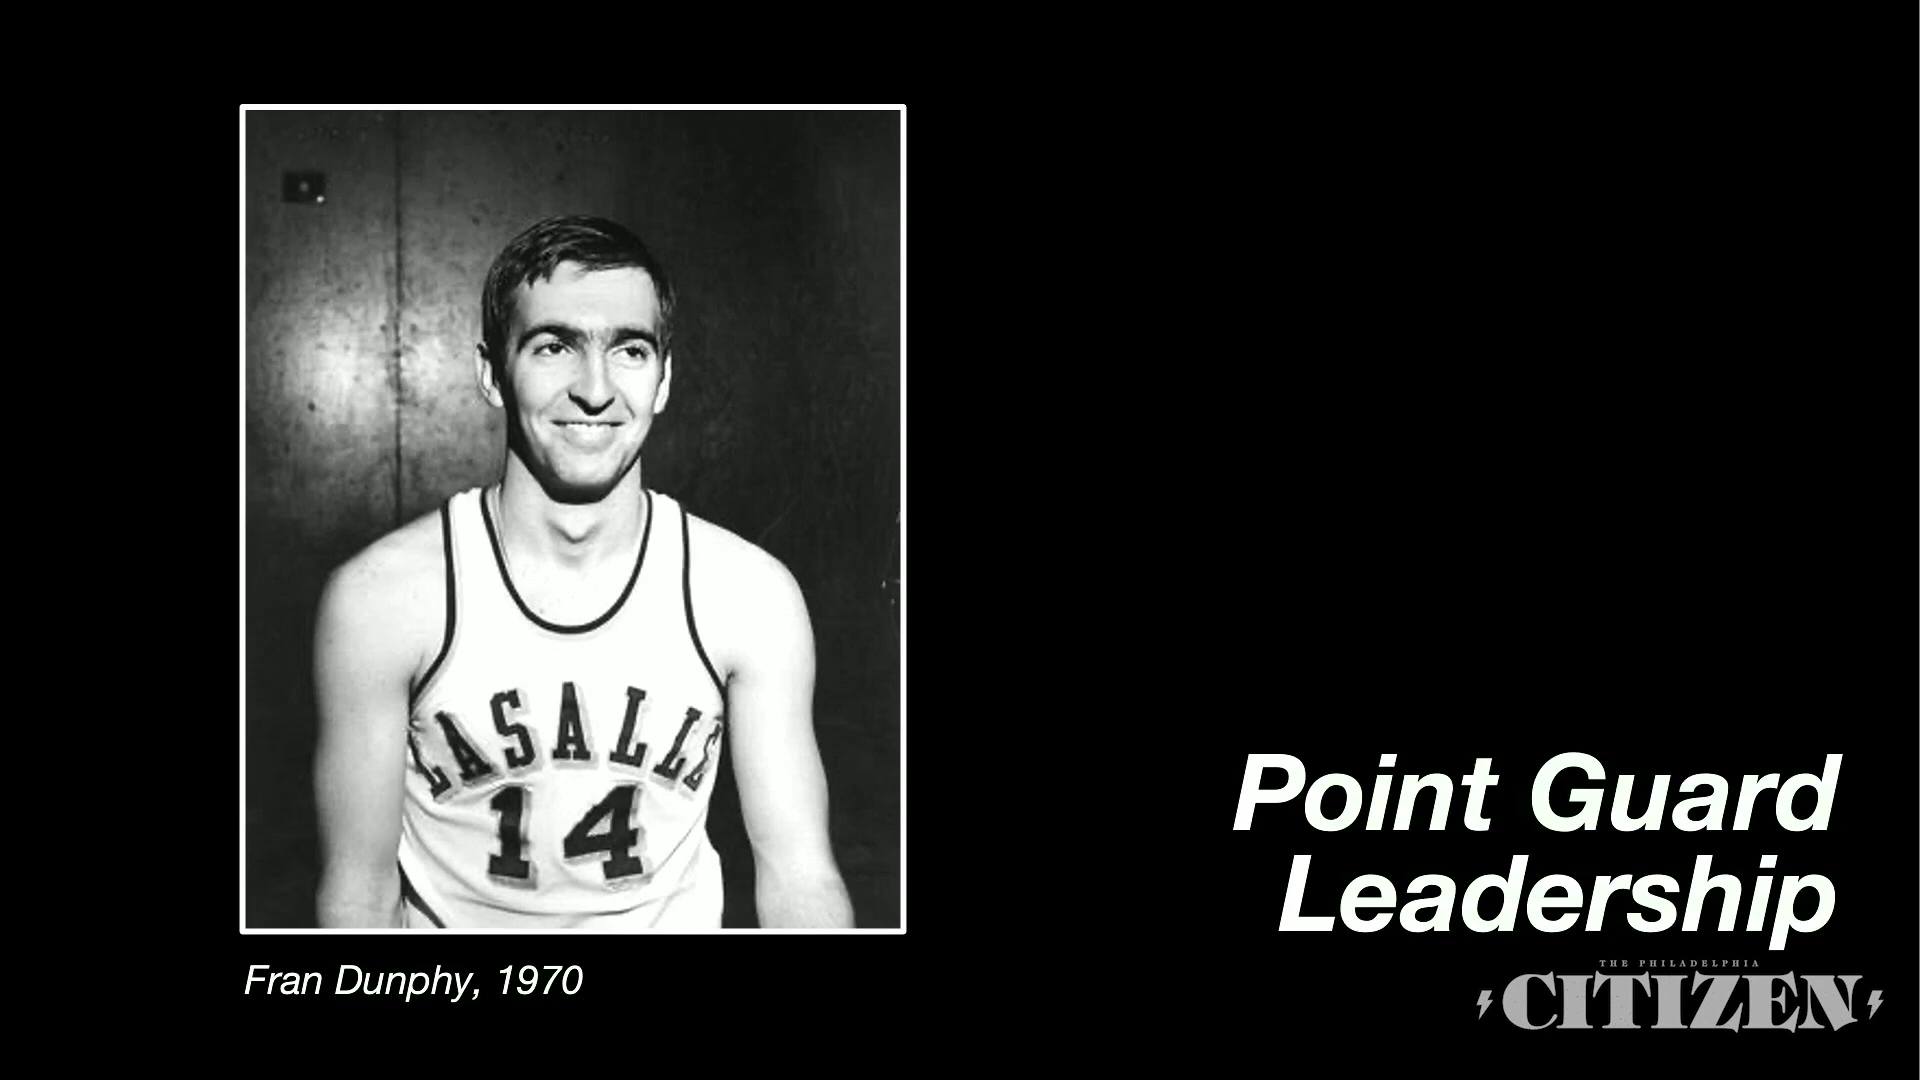 LASALLE
14
Fran Dunphy, 1970
Point Guard
Leadership
THE PHILADELPHIA
CITIZEN